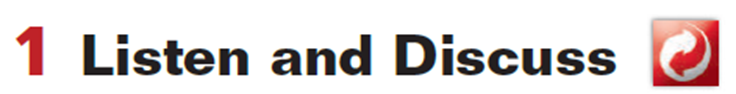 1 Listen and Discuss